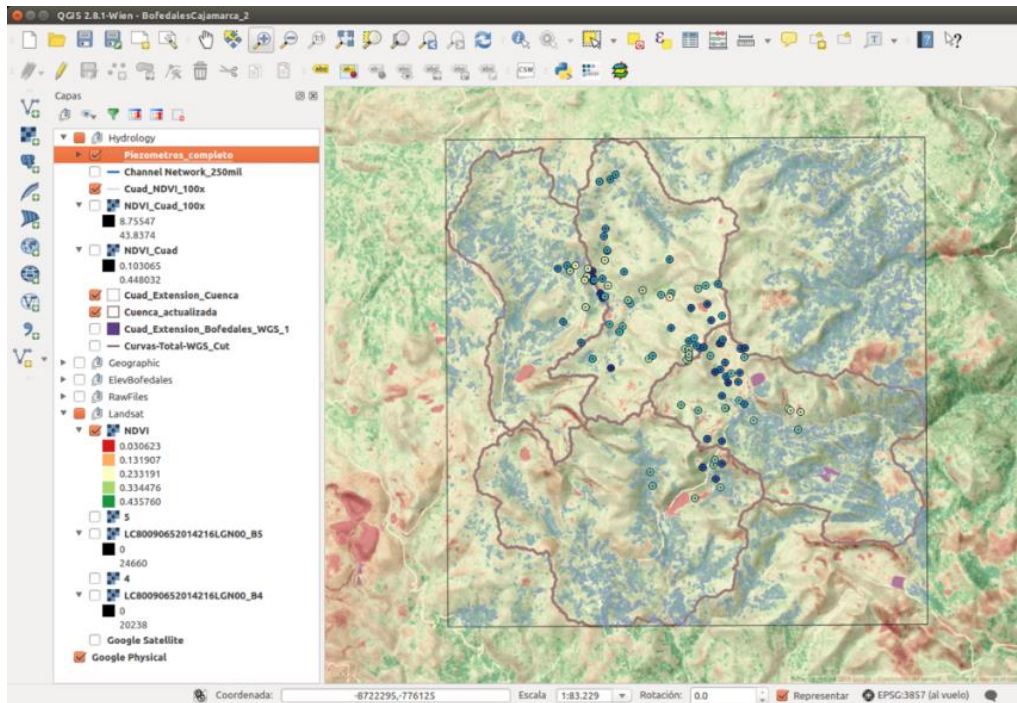 QGIS 2.8.1-Wien - BofedalesCajamarca_2
CSW
Capas
Hydrology
Piezometros_completo
Channel Network_250mil
Cuad_NDVI_100x
NDVI_Cuad_100x
8.75547
43.8374
NDVI_Cuad
0.103065
0.448032
Cuad_Extension_Cuenca
Cuenca_actualizada
Cuad_Extension_Bofedales_WGS_1
Curvas-Total-WGS_Cut
Geographic
ElevBofedales
RawFiles
Landsat
NDVI
0.030623
0.131907
0.233191
0.334476
0.435760
5
LC80090652014216LGN00_B5
0
24660
4
LC80090652014216LGN00_B4
0
20238
Google Satellite
Google Physical
Coordenada: -8722295,-776125 Escala 1:83.229 Rotación: 0.0 Representar EPSG:3857 (al vuelo)